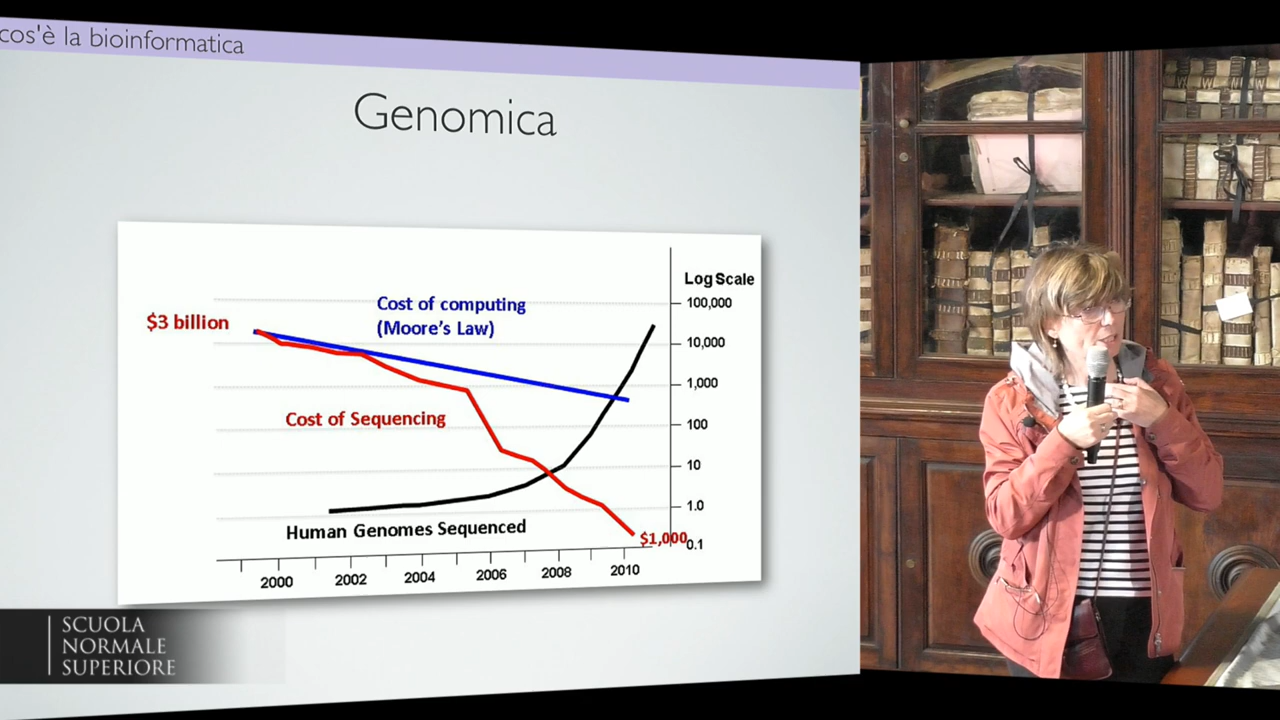 cos'è la bioinformatica
Genomica
Log Scale
Cost of computing
(Moore's Law)
$3 billion
100,000
10,000
1,000
Cost of Sequencing
100
10
1.0
Human Genomes Sequenced
$1,000
0.1
2000 2002 2004 2006 2008 2010
SCUOLA
NORMALE
SUPERIORE